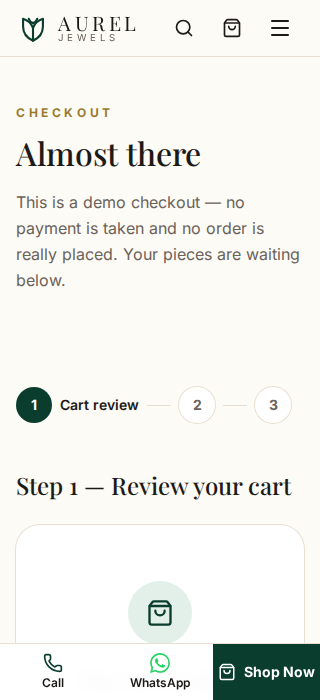 AUREL
JEWELS
CHECKOUT
Almost there
This is a demo checkout — no
payment is taken and no order is
really placed. Your pieces are waiting
below.
1 Cart review 2 3
Step 1 — Review your cart
Call WhatsApp Shop Now